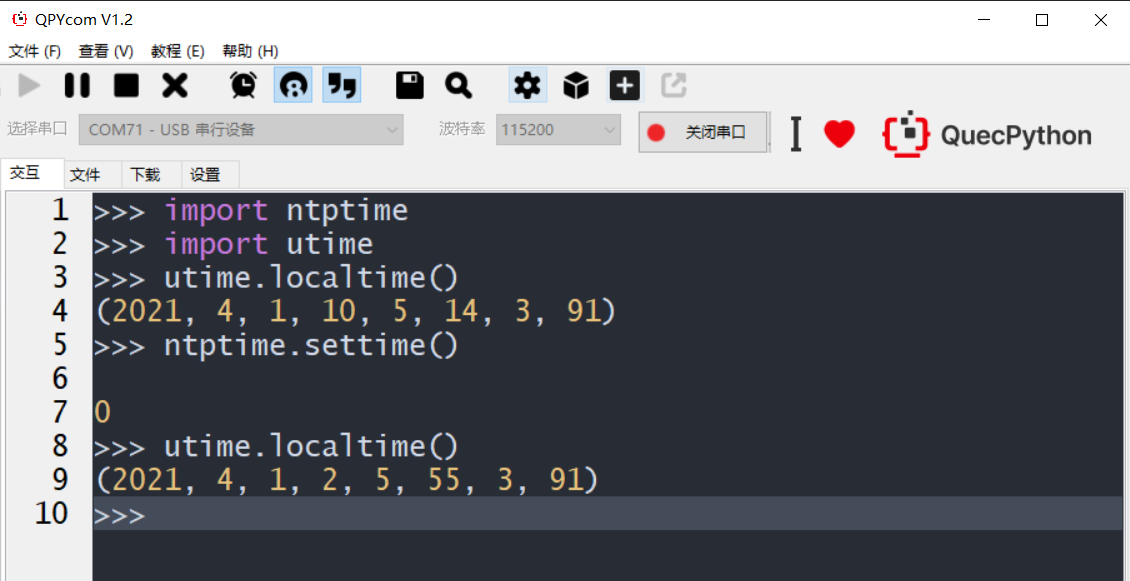 QPYcom V1.2
文件 (F) 查看 (V) 教程 (E) 帮助 (H)
选择串口 COM71 - USB 串行设备 波特率 115200 关闭串口 QuecPython
交互 文件 下载 设置
1 >>> import ntptime
2 >>> import utime
3 >>> utime.localtime()
4 (2021, 4, 1, 10, 5, 14, 3, 91)
5 >>> ntptime.settime()
6
7 0
8 >>> utime.localtime()
9 (2021, 4, 1, 2, 5, 55, 3, 91)
10 >>>